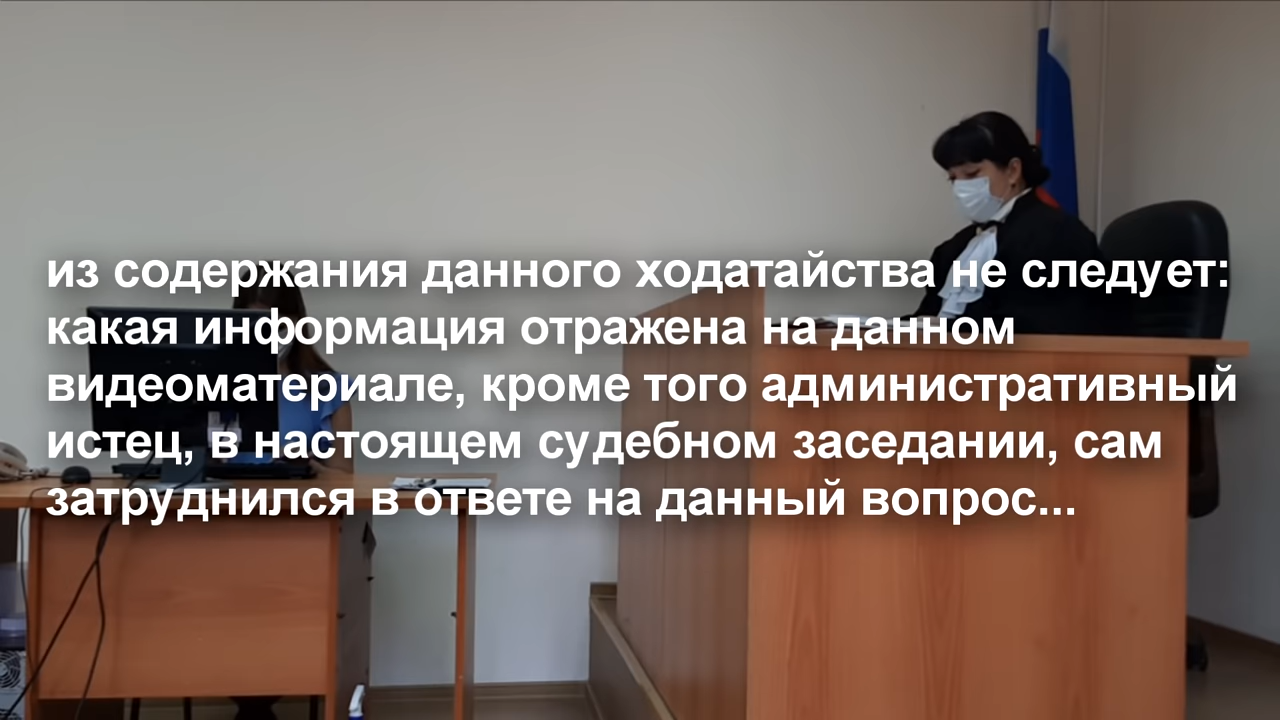 из содержания данного ходатайства не следует:
какая информация отражена на данном
видеоматериале, кроме того административный
истец, в настоящем судебном заседании, сам
затруднился в ответе на данный вопрос...